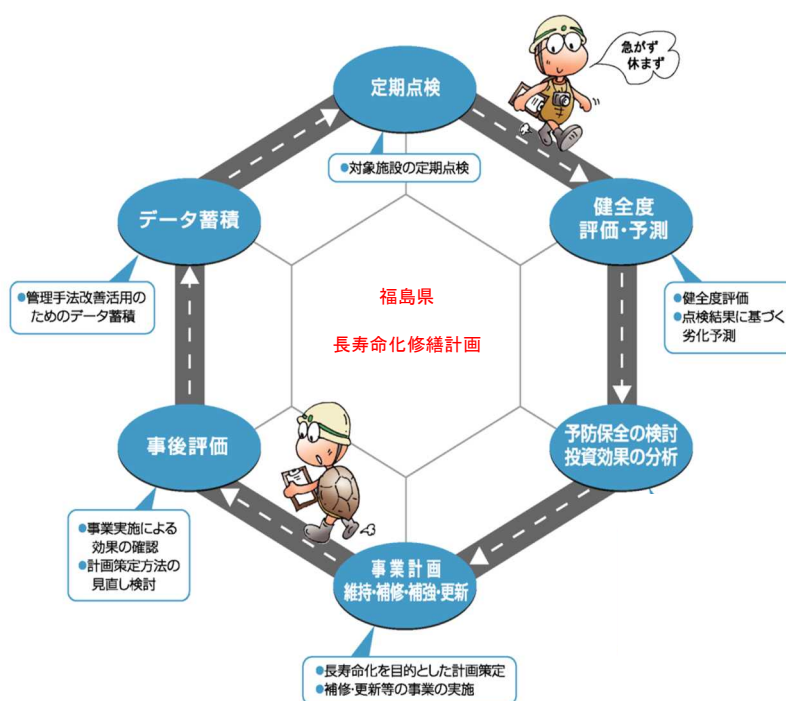 急がず
休まず
定期点検
●対象施設の定期点検
データ蓄積
健全度
評価・予測
●管理手法改善活用の
ためのデータ蓄積
●健全度評価
●点検結果に基づく
劣化予測
福島県
長寿命化修繕計画
事後評価
予防保全の検討
投資効果の分析
●事業実施による
効果の確認
●計画策定方法の
見直し検討
事業計画
維持・補修・補強・更新
●長寿命化を目的とした計画策定
●補修・更新等の事業の実施